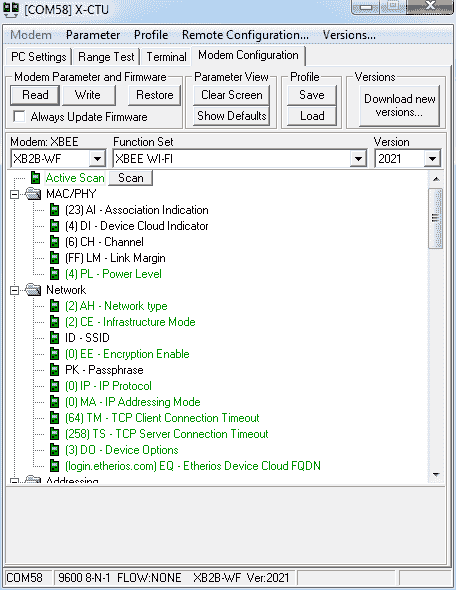 [COM58] X-CTU
Modem Parameter Profile Remote Configuration... Versions...
PC Settings Range Test Terminal Modem Configuration
Modem Parameter and Firmware Parameter View Profile Versions
Read Write Restore Clear Screen Save Download new
versions...
Always Update Firmware Show Defaults Load
Modem: XBEE Function Set Version
XB2B-WF XBEE WI-FI 2021
Active Scan Scan
MAC/PHY
(23) AI - Association Indication
(4) DI - Device Cloud Indicator
(6) CH - Channel
(FF) LM - Link Margin
(4) PL - Power Level
Network
(2) AH - Network type
(2) CE - Infrastructure Mode
ID - SSID
(0) EE - Encryption Enable
PK - Passphrase
(0) IP - IP Protocol
(0) MA - IP Addressing Mode
(64) TM - TCP Client Connection Timeout
(258) TS - TCP Server Connection Timeout
(3) DO - Device Options
(login.etherios.com) EQ - Etherios Device Cloud FQDN
Addressing
COM58 9600 8-N-1 FLOW:NONE XB2B-WF Ver:2021